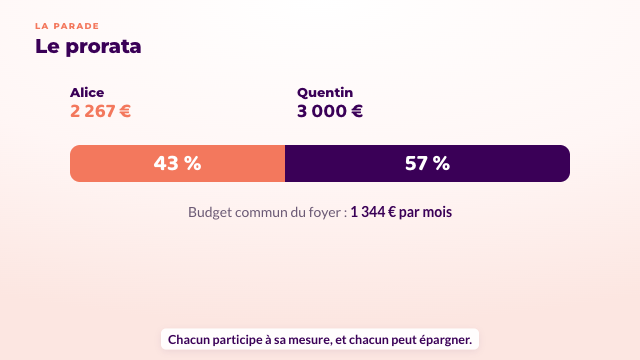 LA PARADE
Le prorata
Alice
2 267 €
Quentin
3 000 €
43 %
57 %
Budget commun du foyer : 1 344 € par mois
Chacun participe à sa mesure, et chacun peut épargner.